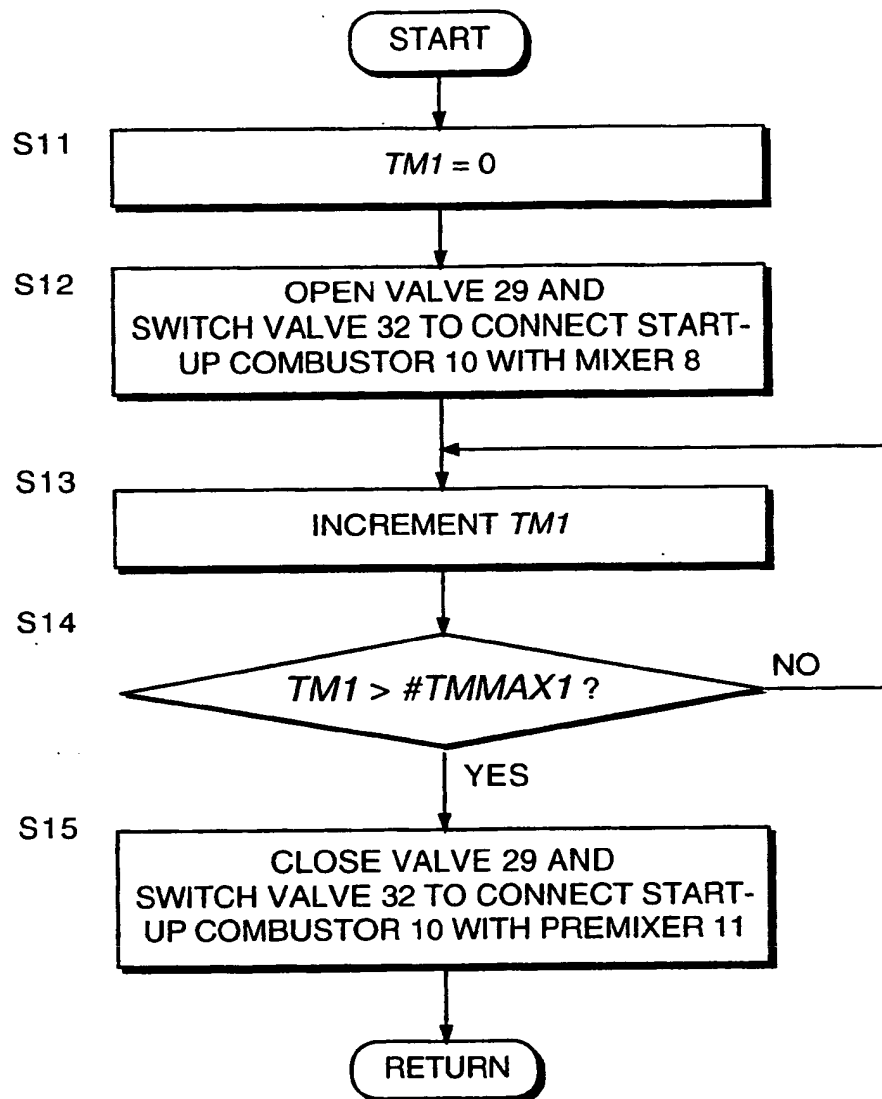 START
S11
TM1 = 0
S12
OPEN VALVE 29 AND
SWITCH VALVE 32 TO CONNECT START-
UP COMBUSTOR 10 WITH MIXER 8
S13
INCREMENT TM1
S14
TM1 > #TMMAX1 ?
NO
YES
S15
CLOSE VALVE 29 AND
SWITCH VALVE 32 TO CONNECT START-
UP COMBUSTOR 10 WITH PREMIXER 11
RETURN